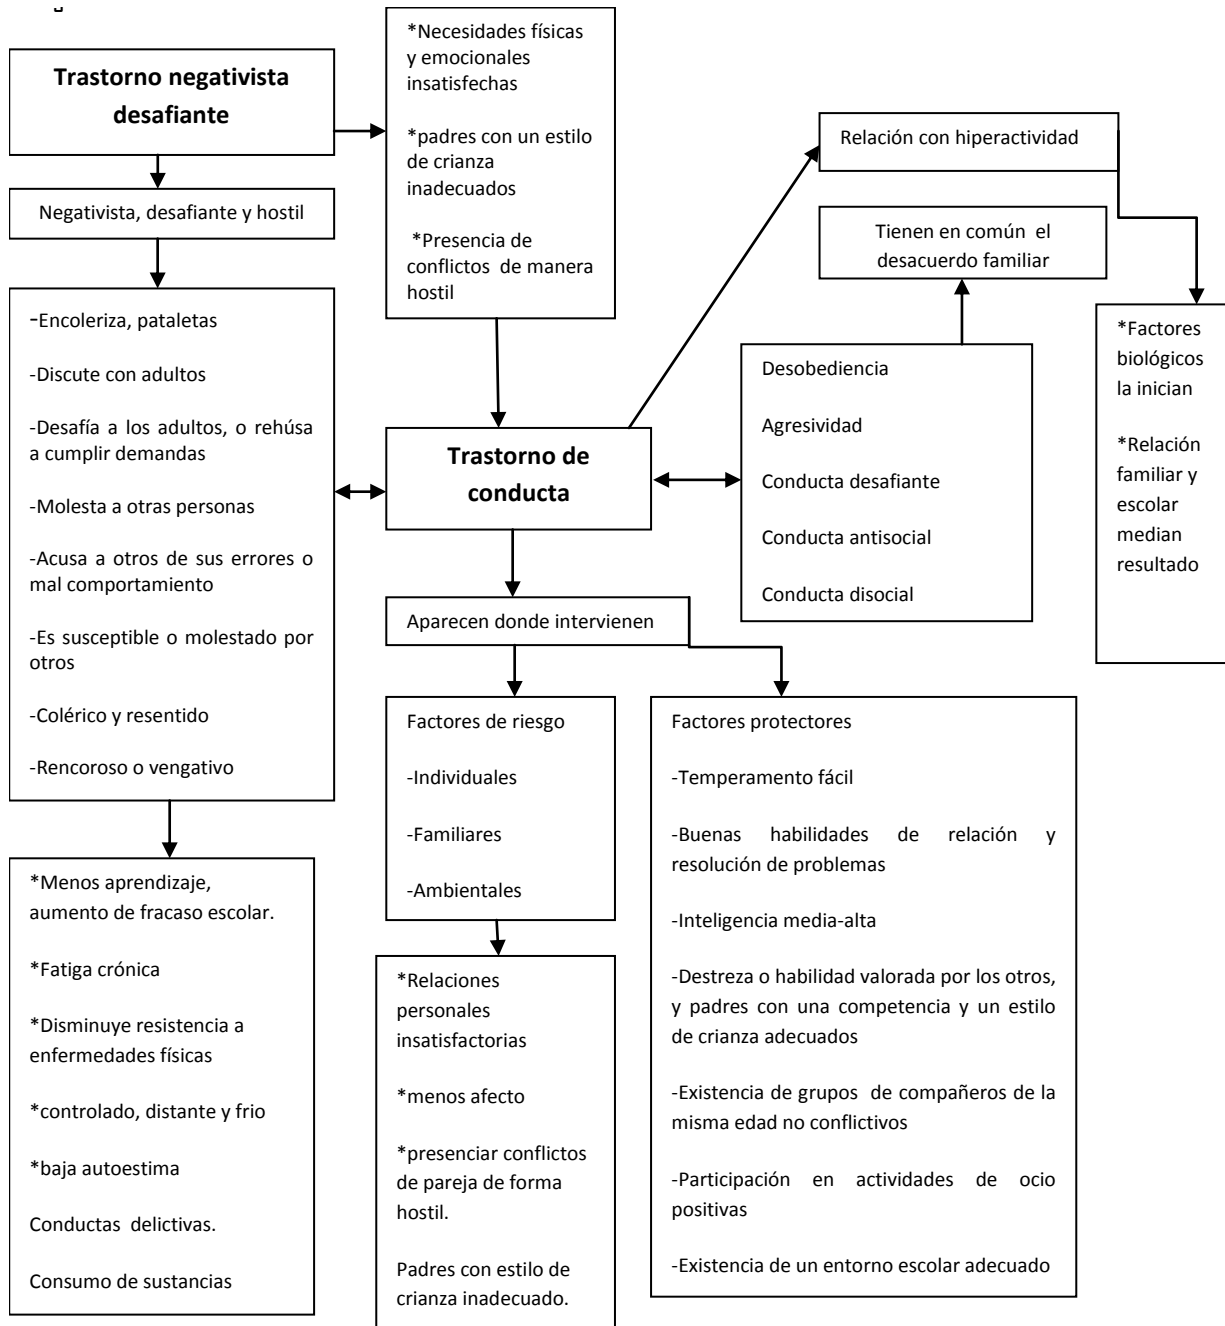 Trastorno negativista
desafiante
*Necesidades físicas
y emocionales
insatisfechas
*padres con un estilo
de crianza
inadecuados
*Presencia de
conflictos de manera
hostil
Relación con hiperactividad
Negativista, desafiante y hostil
Tienen en común el
desacuerdo familiar
-Encoleriza, pataletas
-Discute con adultos
-Desafía a los adultos, o rehúsa
a cumplir demandas
-Molesta a otras personas
-Acusa a otros de sus errores o
mal comportamiento
-Es susceptible o molestado por
otros
-Colérico y resentido
-Rencoroso o vengativo
Trastorno de
conducta
Desobediencia
Agresividad
Conducta desafiante
Conducta antisocial
Conducta disocial
*Factores
biológicos
la inician
*Relación
familiar y
escolar
median
resultado
Aparecen donde intervienen
Factores de riesgo
-Individuales
-Familiares
-Ambientales
Factores protectores
-Temperamento fácil
-Buenas habilidades de relación y
resolución de problemas
-Inteligencia media-alta
-Destreza o habilidad valorada por los otros,
y padres con una competencia y un estilo
de crianza adecuados
-Existencia de grupos de compañeros de la
misma edad no conflictivos
-Participación en actividades de ocio
positivas
-Existencia de un entorno escolar adecuado
*Menos aprendizaje,
aumento de fracaso escolar.
*Fatiga crónica
*Disminuye resistencia a
enfermedades físicas
*controlado, distante y frio
*baja autoestima
Conductas delictivas.
Consumo de sustancias
*Relaciones
personales
insatisfactorias
*menos afecto
*presenciar conflictos
de pareja de forma
hostil.
Padres con estilo de
crianza inadecuado.